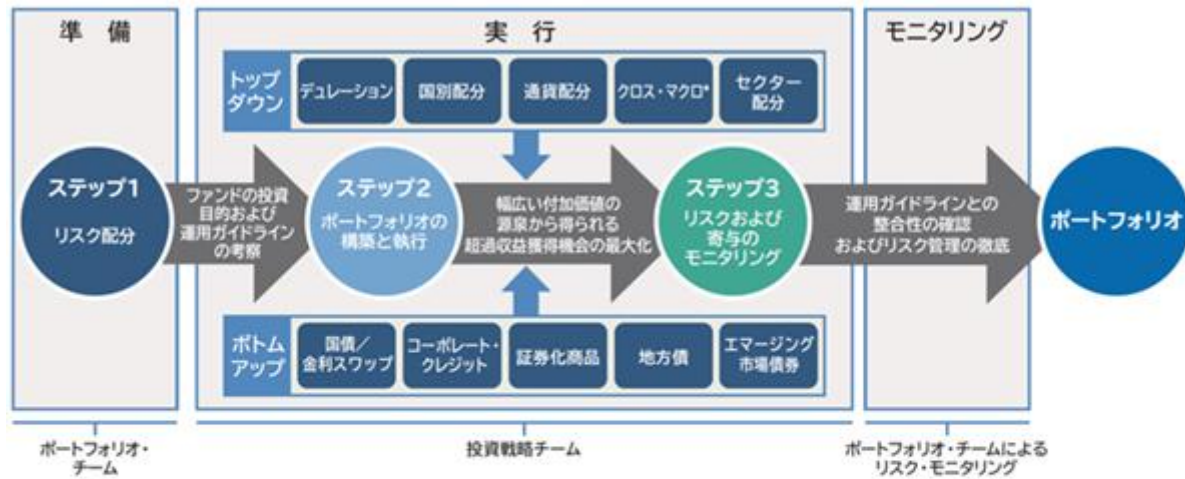 準 備
実 行
モニタリング
トップ
ダウン
デュレーション
国別配分
通貨配分
クロス・マクロ*
セクター
配分
ステップ1
リスク配分
ファンドの投資
目的および
運用ガイドライン
の考察
ステップ2
ポートフォリオの
構築と執行
幅広い付加価値の
源泉から得られる
超過収益獲得機会の最大化
ステップ3
リスクおよび
寄与の
モニタリング
運用ガイドラインとの
整合性の確認
およびリスク管理の徹底
ポートフォリオ
ボトム
アップ
国債／
金利スワップ
コーポレート・
クレジット
証券化商品
地方債
エマージング
市場債券
ポートフォリオ・
チーム
投資戦略チーム
ポートフォリオ・チームによる
リスク・モニタリング